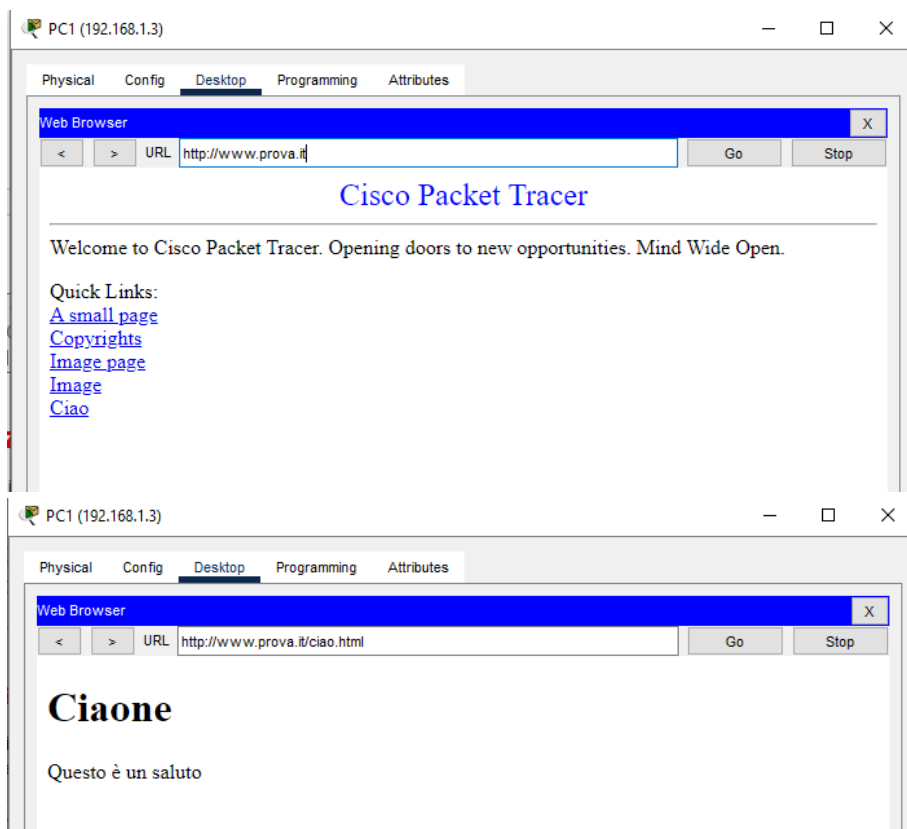 PC1 (192.168.1.3)
Physical Config Desktop Programming Attributes
Web Browser X
< > URL http://www.prova.it Go Stop
Cisco Packet Tracer
Welcome to Cisco Packet Tracer. Opening doors to new opportunities. Mind Wide Open.
Quick Links:
A small page
Copyrights
Image page
Image
Ciao
PC1 (192.168.1.3)
Physical Config Desktop Programming Attributes
Web Browser X
< > URL http://www.prova.it/ciao.html Go Stop
Ciaone
Questo è un saluto